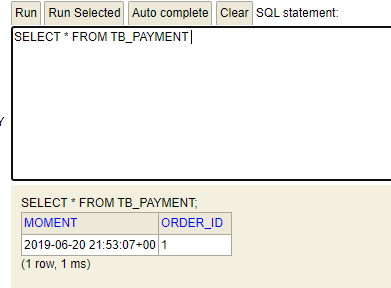 Run Run Selected Auto complete Clear SQL statement:
SELECT * FROM TB_PAYMENT
Y
SELECT * FROM TB_PAYMENT;
MOMENT ORDER_ID
2019-06-20 21:53:07+00 1
(1 row, 1 ms)